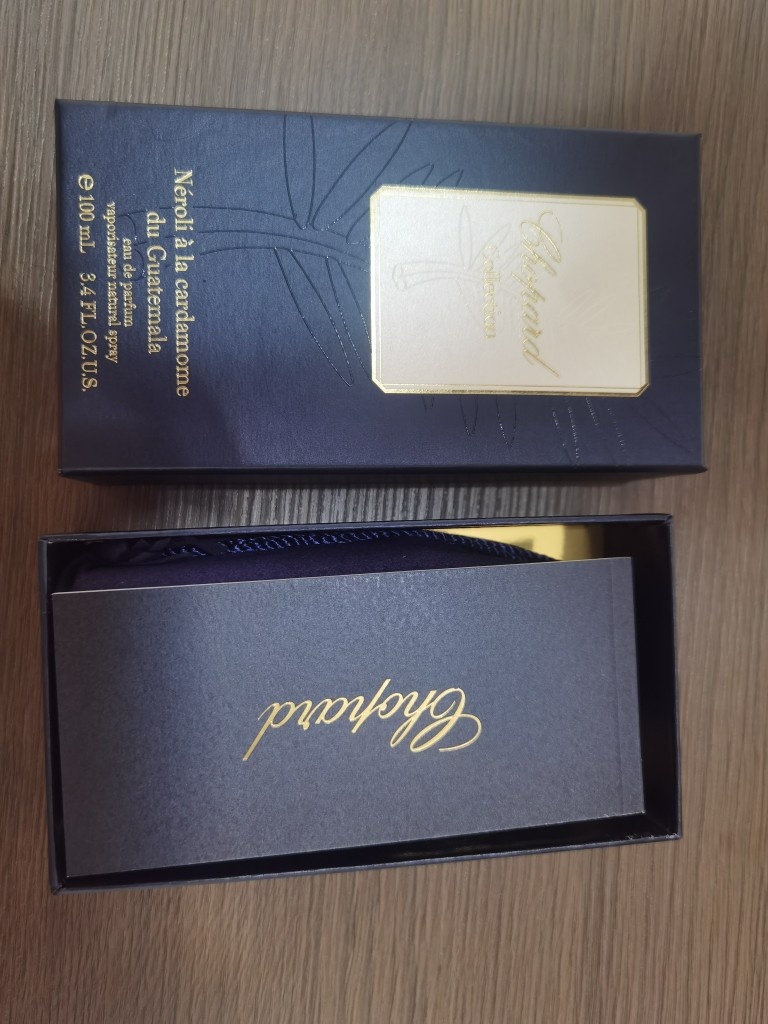 Chopard
Collection
Néroli à la cardamome
du Guatemala
eau de parfum
vaporisateur natural spray
℮ 100 mL 3.4 FL.OZ.U.S.
Chopard